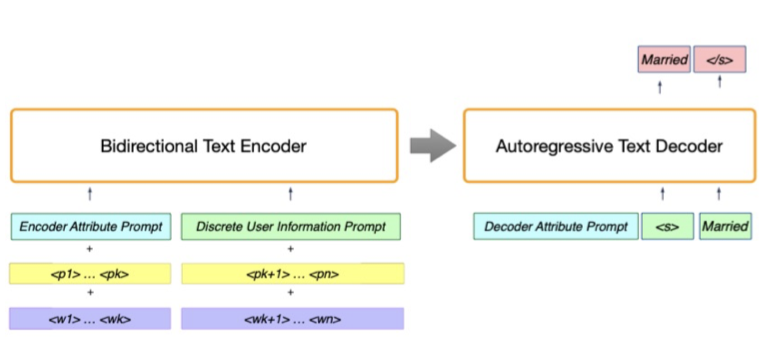 Married </s>
Bidirectional Text Encoder
Autoregressive Text Decoder
Encoder Attribute Prompt Discrete User Information Prompt
Decoder Attribute Prompt <s> Married
+ +
<p1> ... <pk> <pk+1> ... <pn>
+ +
<w1> ... <wk> <wk+1> ... <wn>